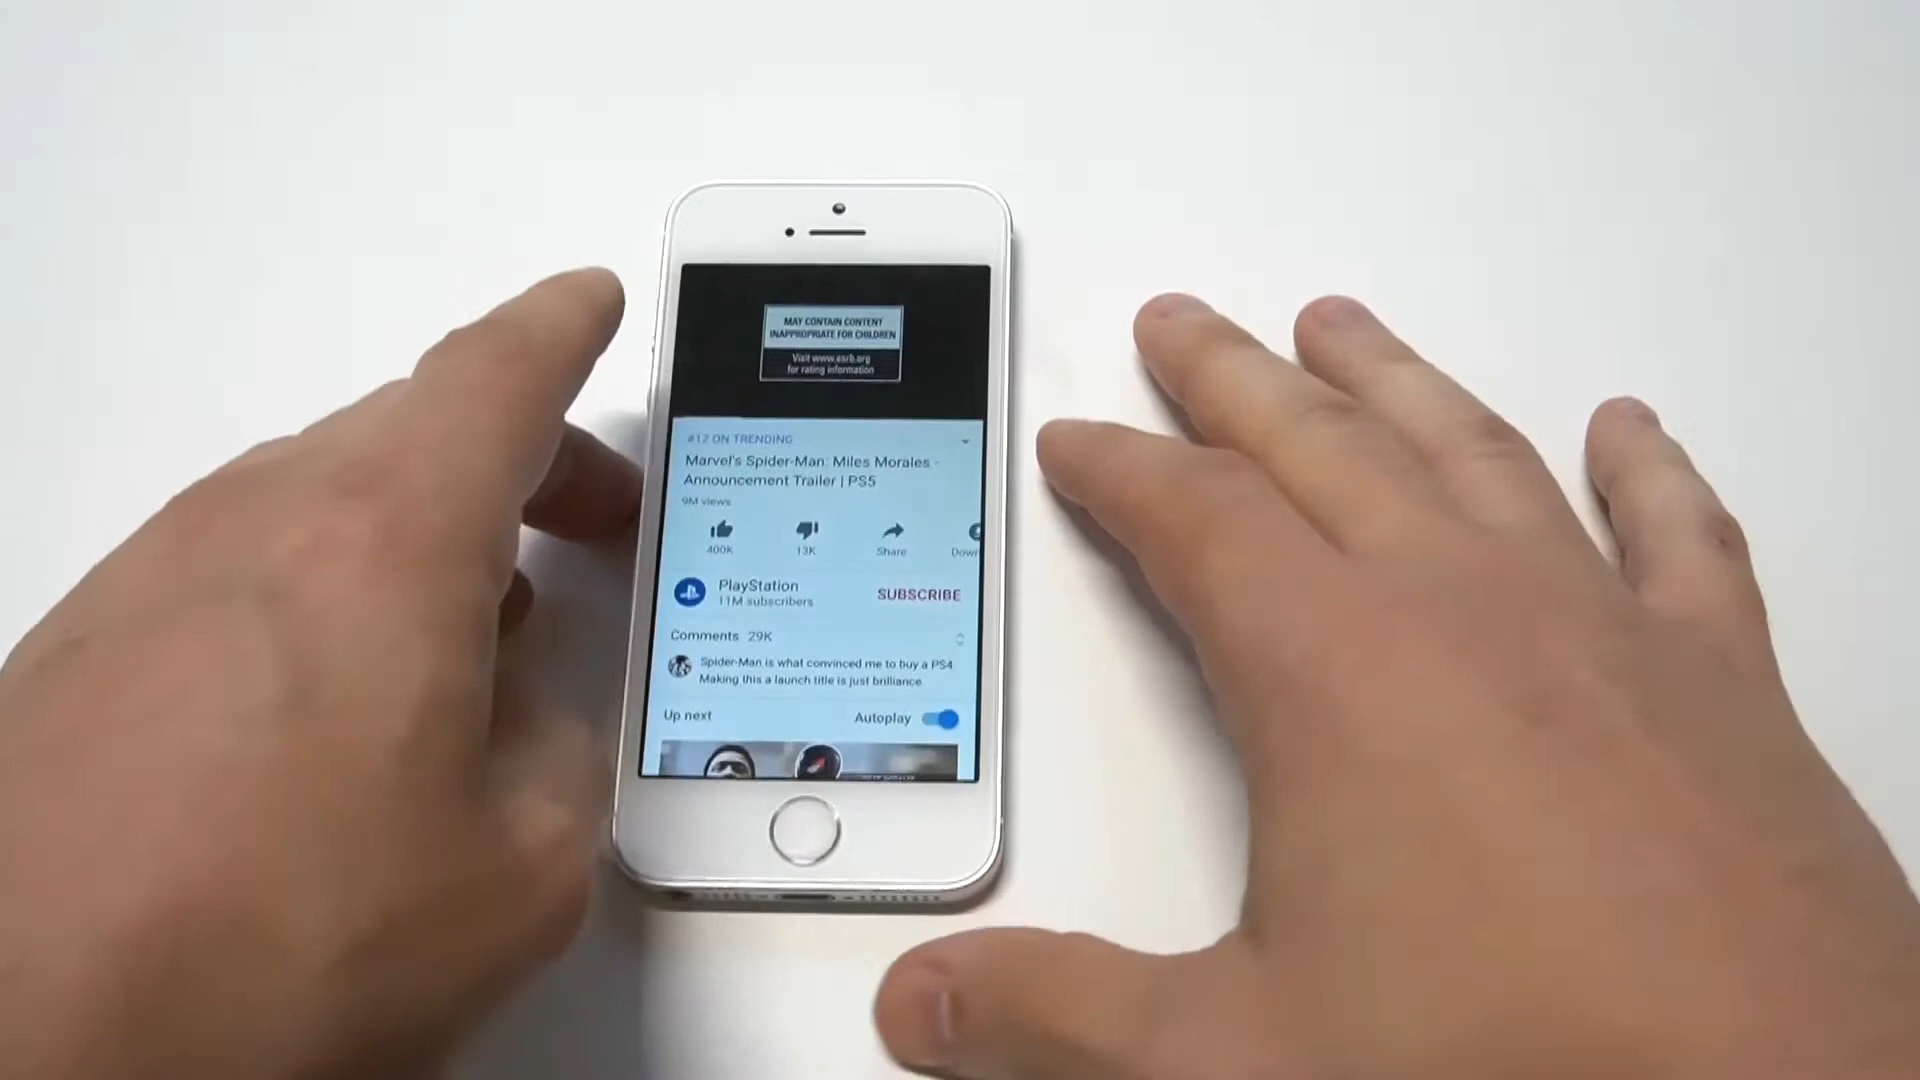 MAY CONTAIN CONTENT
INAPPROPRIATE FOR CHILDREN
Visit www.esrb.org
for rating information
#17 ON TRENDING
Marvel's Spider-Man: Miles Morales -
Announcement Trailer | PS5
9M views
400K 13K Share Down
PlayStation
11M subscribers
SUBSCRIBE
Comments 29K
Spider-Man is what convinced me to buy a PS4
Making this a launch title is just brilliance.
Up next Autoplay